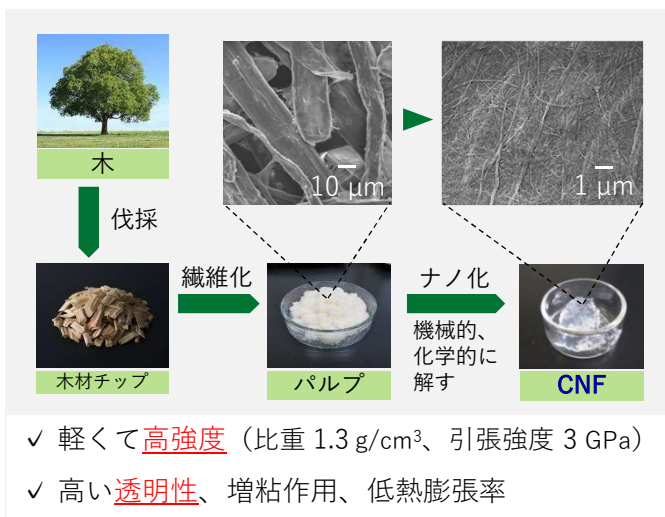 木
伐採
10 μm
1 μm
繊維化
ナノ化
機械的、
化学的に
解す
木材チップ
パルプ
CNF
✓ 軽くて高強度（比重 1.3 g/cm³、引張強度 3 GPa）
✓ 高い透明性、増粘作用、低熱膨張率